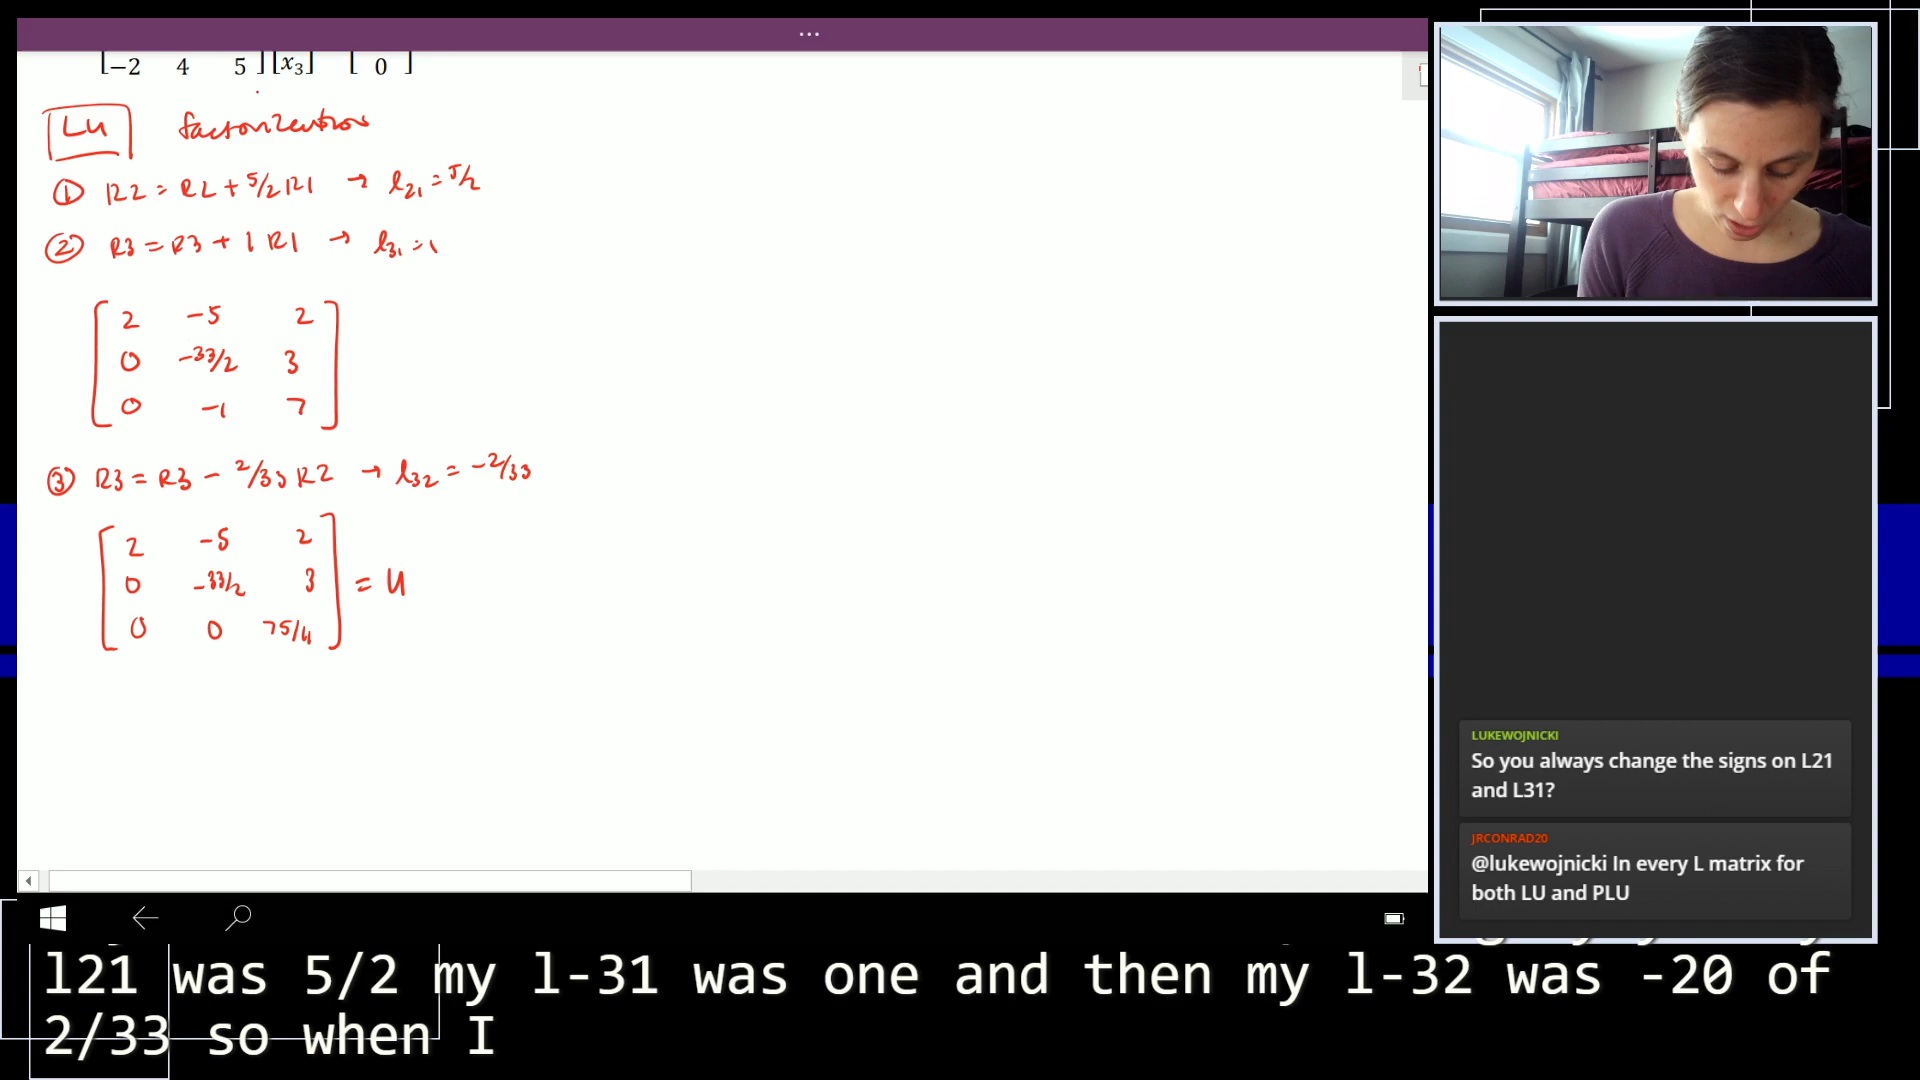 ...
[-2 4 5][x₃] [0]
LU factorization
① R2 = R2 + 5/2 R1 → l₂₁ = 5/2
② R3 = R3 + 1 R1 → l₃₁ = 1
2 -5 2
0 -33/2 3
0 -1 7
③ R3 = R3 - 2/33 R2 → l₃₂ = -2/33
2 -5 2
0 -33/2 3 = U
0 0 75/11
LUKEWOJNICKI
So you always change the signs on L21
and L31?
JRCONRAD20
@lukewojnicki In every L matrix for
both LU and PLU
l21 was 5/2 my l-31 was one and then my l-32 was -20 of
2/33 so when I